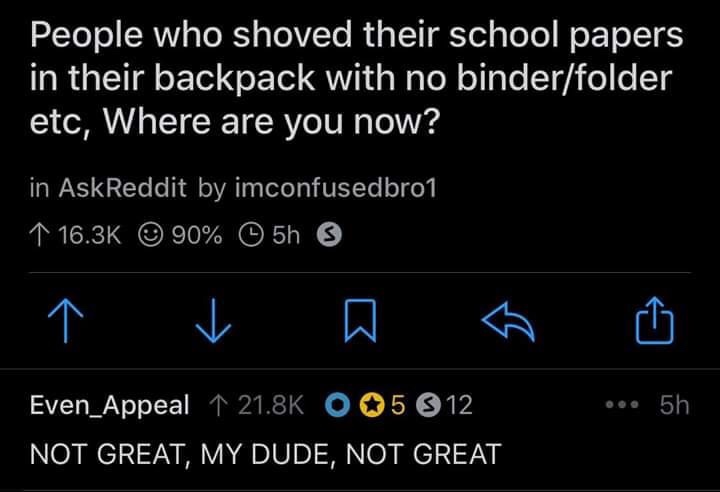 People who shoved their school papers
in their backpack with no binder/folder
etc, Where are you now?
in AskReddit by imconfusedbro1
16.3K 90% 5h S
Even_Appeal 21.8K 5 S 12 ••• 5h
NOT GREAT, MY DUDE, NOT GREAT